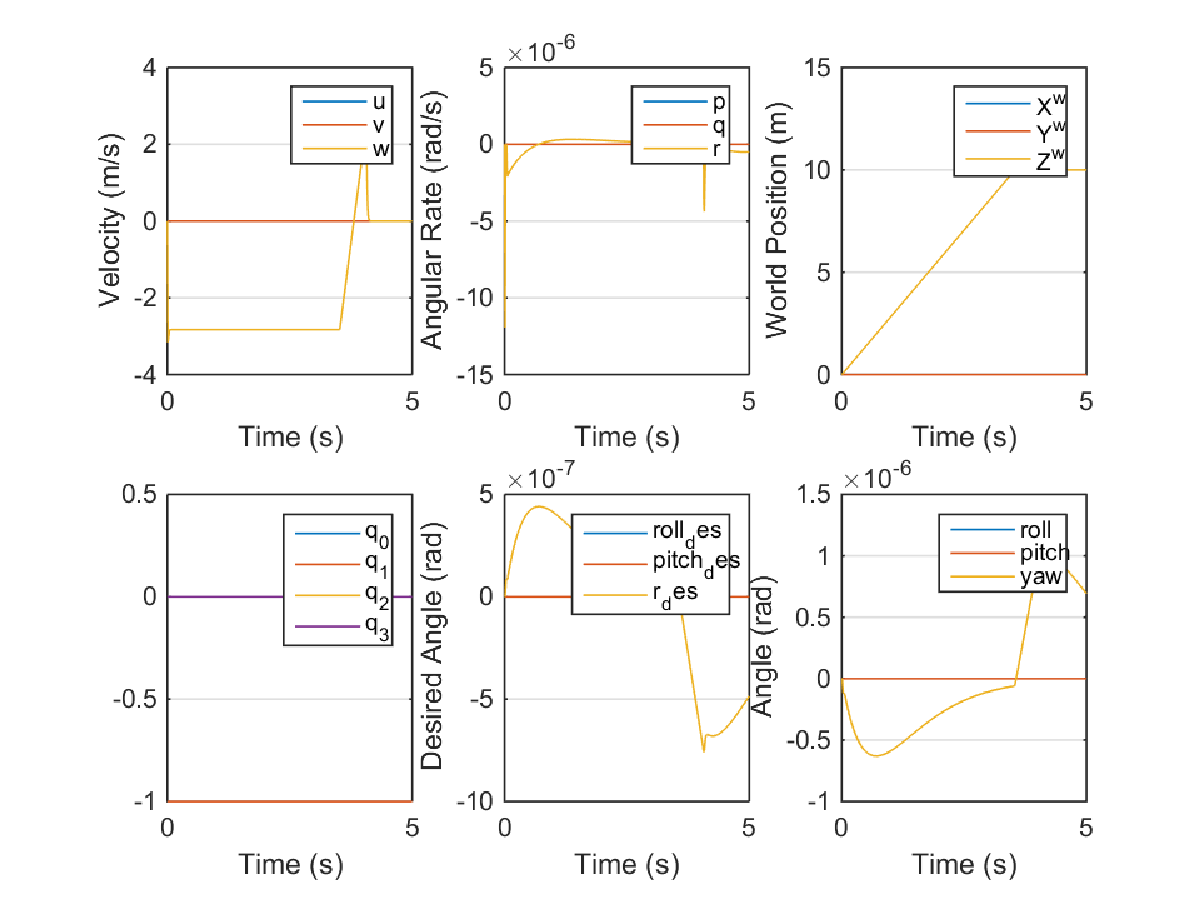 4
2
0
-2
-4
Velocity (m/s)
u
v
w
0
5
Time (s)
×10-6
5
0
-5
-10
-15
Angular Rate (rad/s)
p
q
r
0
5
Time (s)
15
10
5
0
World Position (m)
Xw
Yw
Zw
0
5
Time (s)
0.5
0
-0.5
-1
q0
q1
q2
q3
0
5
Time (s)
×10-7
5
0
-5
-10
Desired Angle (rad)
rolldes
pitchdes
rdes
0
5
Time (s)
×10-6
1.5
1
0.5
0
-0.5
-1
Angle (rad)
roll
pitch
yaw
0
5
Time (s)